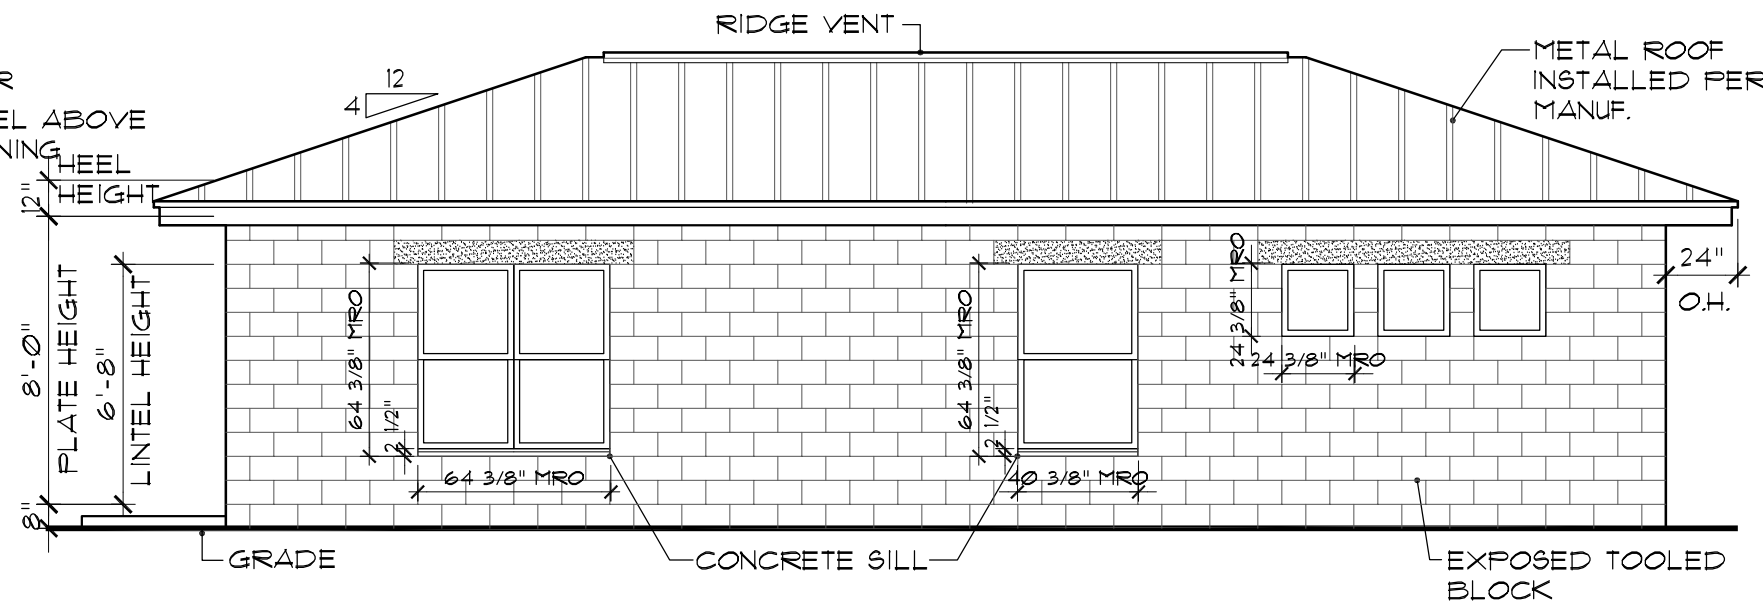 RIDGE VENT
METAL ROOF
INSTALLED PER
MANUF.
12
4
R
EL ABOVE
NING
HEEL
HEIGHT
12"
8'-0"
PLATE HEIGHT
6'-8"
LINTEL HEIGHT
8"
64 3/8" MRO
2 1/2"
64 3/8" MRO
64 3/8" MRO
2 1/2"
40 3/8" MRO
24 3/8" MRO
24 3/8" MRO
24"
O.H.
GRADE
CONCRETE SILL
EXPOSED TOOLED
BLOCK